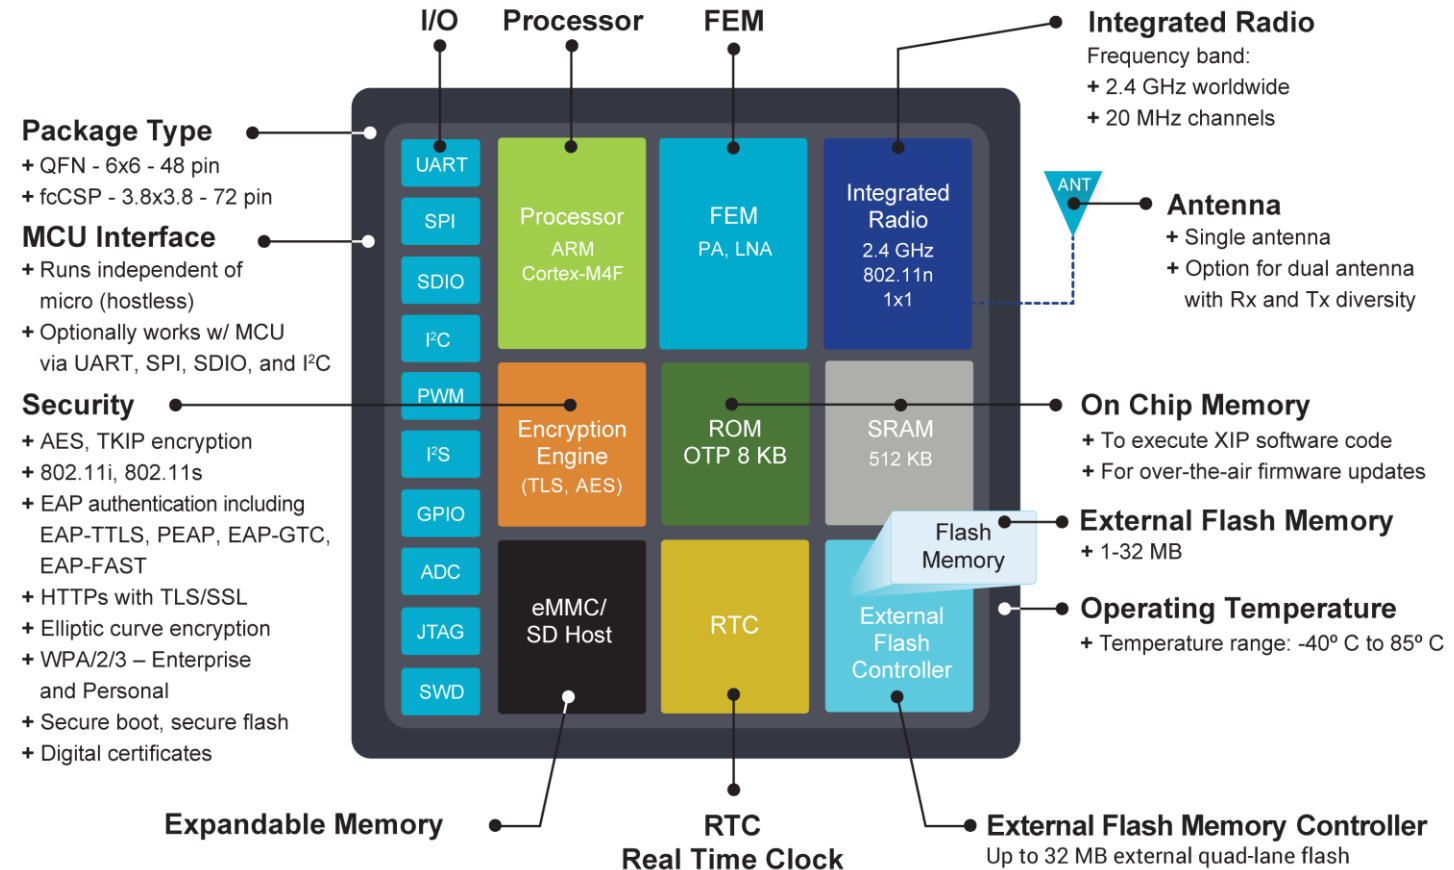 I/O
Processor
FEM
Integrated Radio
Frequency band:
+ 2.4 GHz worldwide
+ 20 MHz channels
Package Type
+ QFN - 6x6 - 48 pin
+ fcCSP - 3.8x3.8 - 72 pin
MCU Interface
+ Runs independent of
micro (hostless)
+ Optionally works w/ MCU
via UART, SPI, SDIO, and I²C
Security
+ AES, TKIP encryption
+ 802.11i, 802.11s
+ EAP authentication including
EAP-TTLS, PEAP, EAP-GTC,
EAP-FAST
+ HTTPs with TLS/SSL
+ Elliptic curve encryption
+ WPA/2/3 – Enterprise
and Personal
+ Secure boot, secure flash
+ Digital certificates
UART
SPI
SDIO
I²C
PWM
I²S
GPIO
ADC
JTAG
SWD
Processor
ARM
Cortex-M4F
FEM
PA, LNA
Integrated
Radio
2.4 GHz
802.11n
1x1
Encryption
Engine
(TLS, AES)
ROM
OTP 8 KB
SRAM
512 KB
eMMC/
SD Host
RTC
Flash
Memory
External
Flash
Controller
ANT
Antenna
+ Single antenna
+ Option for dual antenna
with Rx and Tx diversity
On Chip Memory
+ To execute XIP software code
+ For over-the-air firmware updates
External Flash Memory
+ 1-32 MB
Operating Temperature
+ Temperature range: -40º C to 85º C
Expandable Memory
RTC
Real Time Clock
External Flash Memory Controller
Up to 32 MB external quad-lane flash